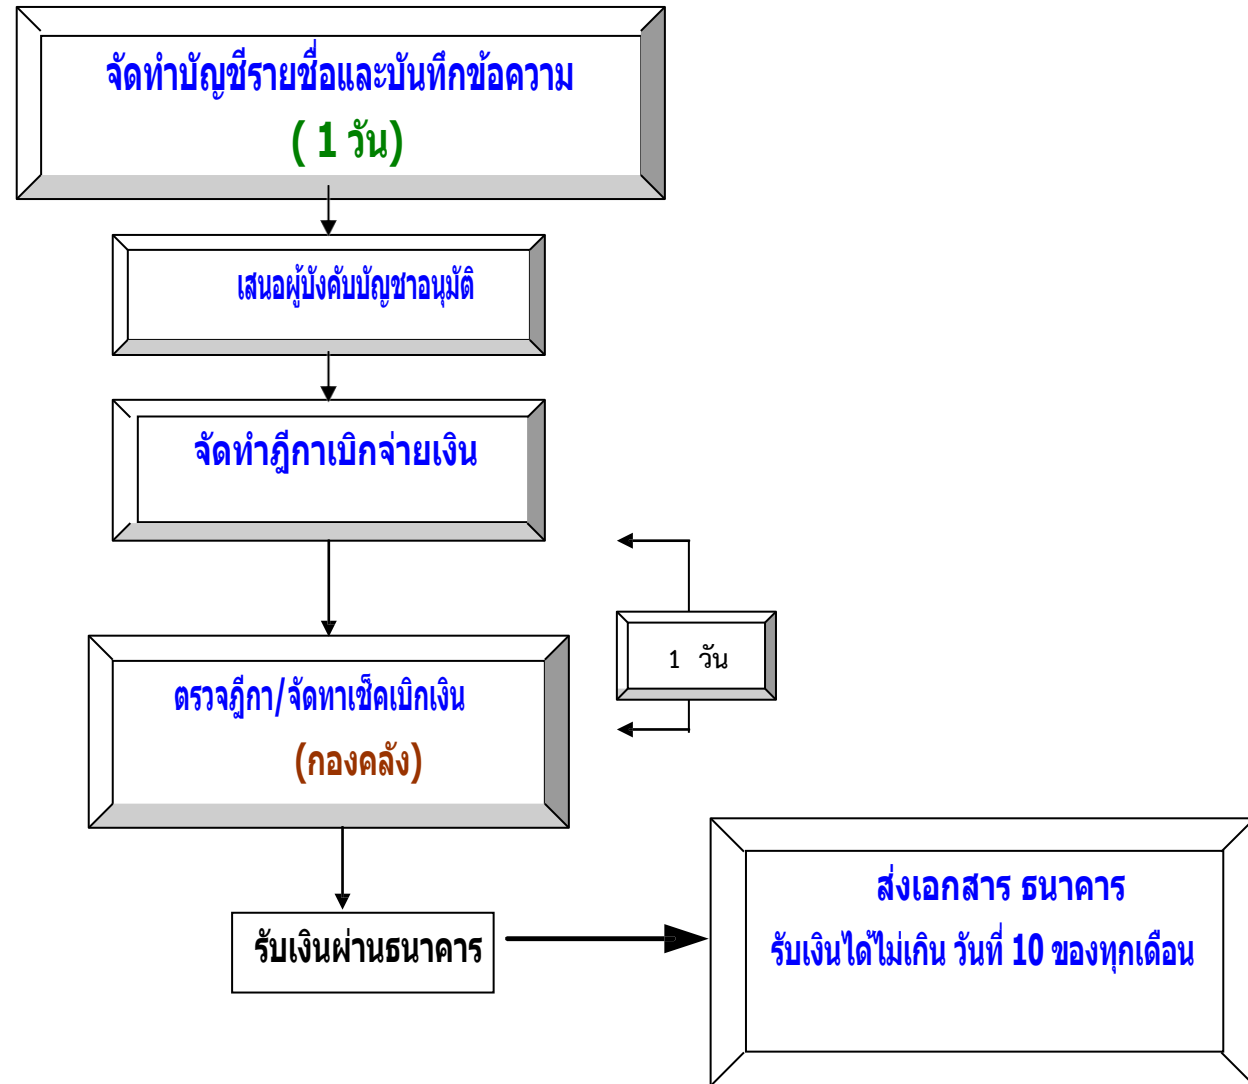 จัดทำบัญชีรายชื่อและบันทึกข้อความ
( 1 วัน)
เสนอผู้บังคับบัญชาอนุมัติ
จัดทำฎีกาเบิกจ่ายเงิน
1 วัน
ตรวจฎีกา/จัดทาเช็คเบิกเงิน
(กองคลัง)
รับเงินผ่านธนาคาร
ส่งเอกสาร ธนาคาร
รับเงินได้ไม่เกิน วันที่ 10 ของทุกเดือน